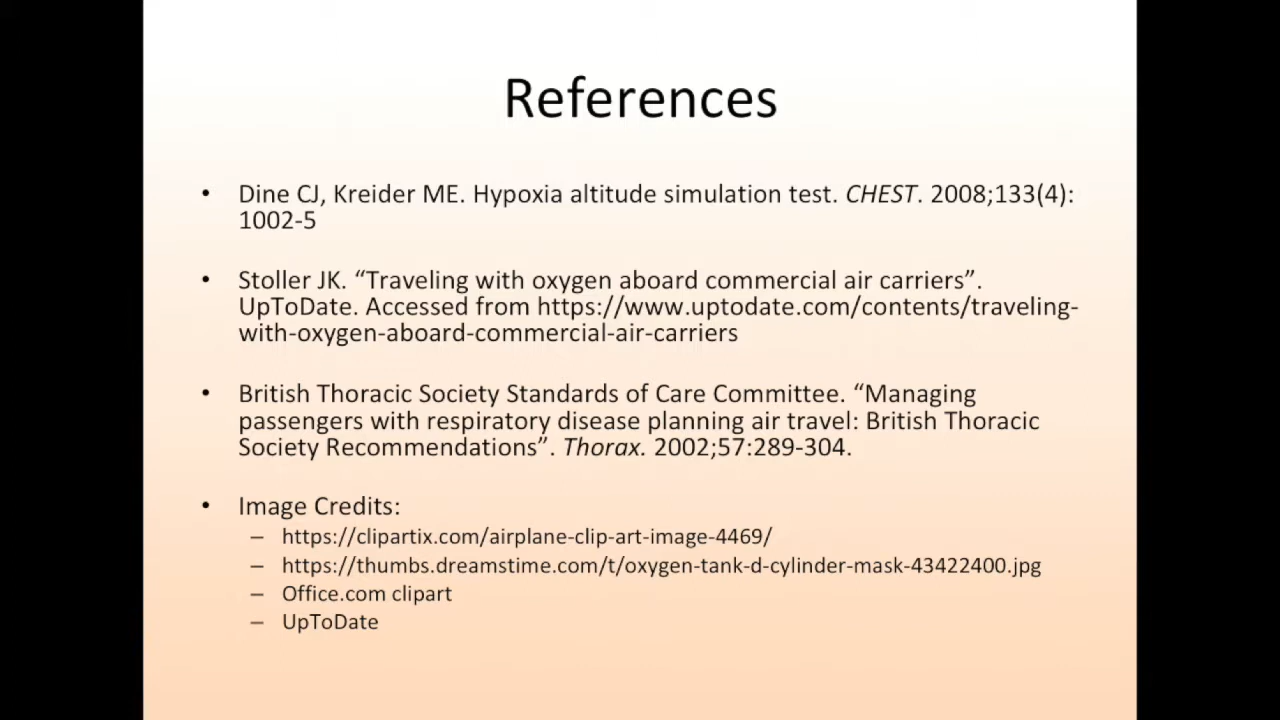 References
• Dine CJ, Kreider ME. Hypoxia altitude simulation test. CHEST. 2008;133(4):
1002-5
• Stoller JK. “Traveling with oxygen aboard commercial air carriers”.
UpToDate. Accessed from https://www.uptodate.com/contents/traveling-
with-oxygen-aboard-commercial-air-carriers
• British Thoracic Society Standards of Care Committee. “Managing
passengers with respiratory disease planning air travel: British Thoracic
Society Recommendations”. Thorax. 2002;57:289-304.
• Image Credits:
– https://clipartix.com/airplane-clip-art-image-4469/
– https://thumbs.dreamstime.com/t/oxygen-tank-d-cylinder-mask-43422400.jpg
– Office.com clipart
– UpToDate